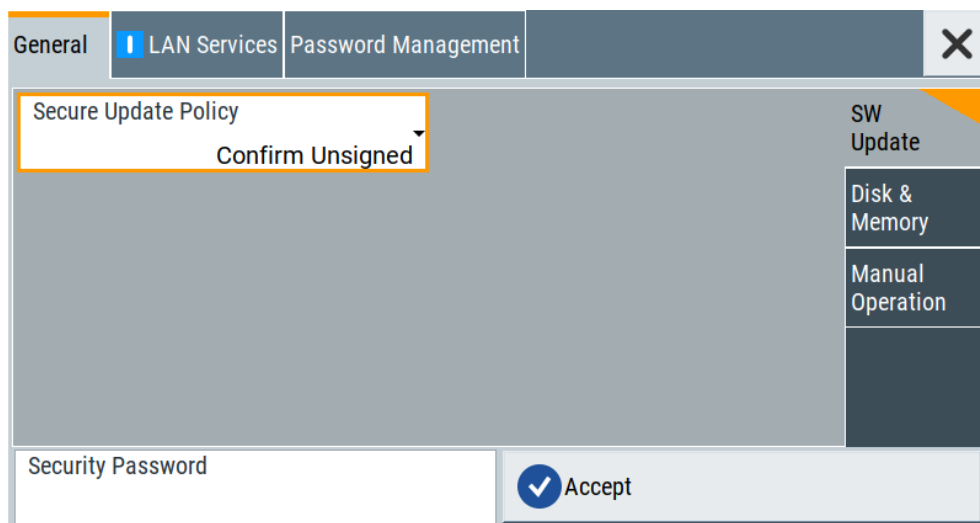 General
LAN Services
Password Management
Secure Update Policy
Confirm Unsigned
SW
Update
Disk &
Memory
Manual
Operation
Security Password
Accept